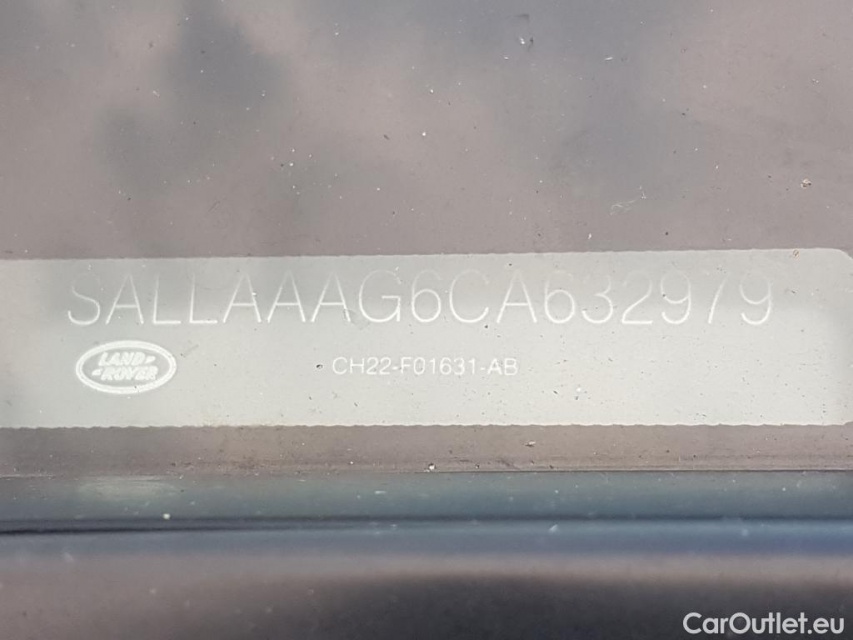 SALLAAAG6CA632979
LAND-
-ROVER
CH22-F01631-AB
CarOutlet.eu